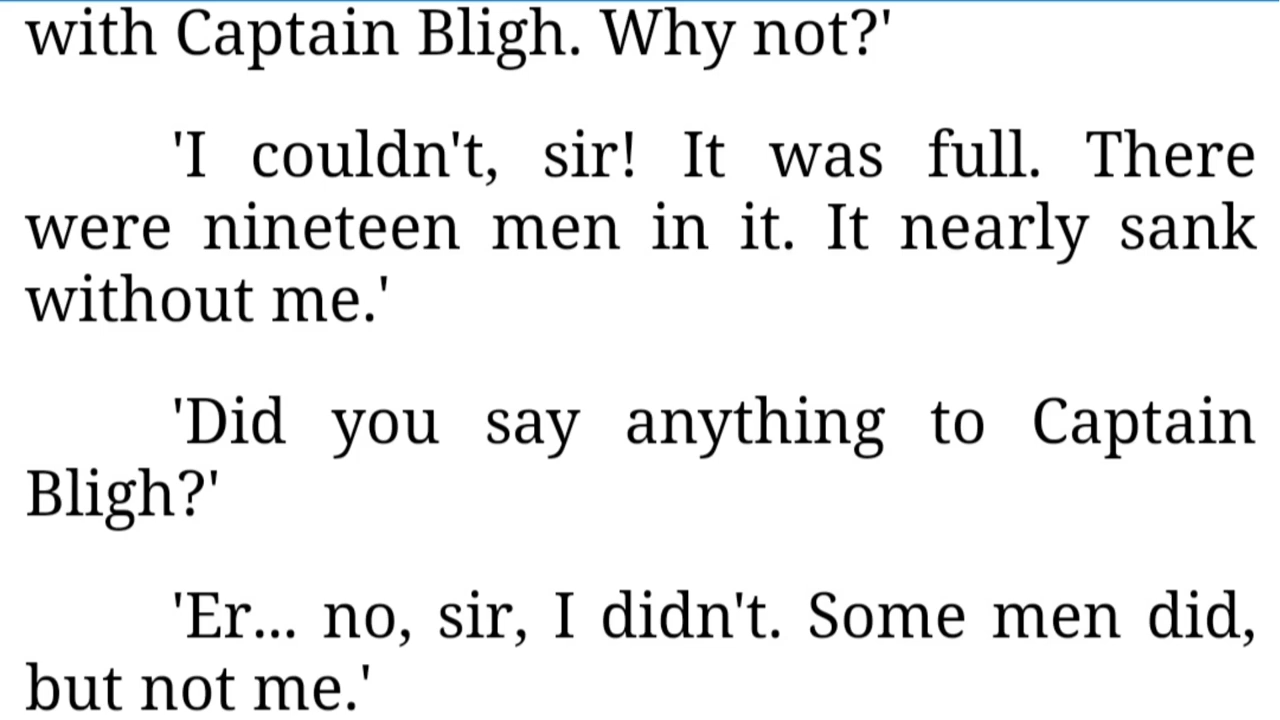 with Captain Bligh. Why not?'
'I couldn't, sir! It was full. There
were nineteen men in it. It nearly sank
without me.'
'Did you say anything to Captain
Bligh?'
'Er... no, sir, I didn't. Some men did,
but not me.'